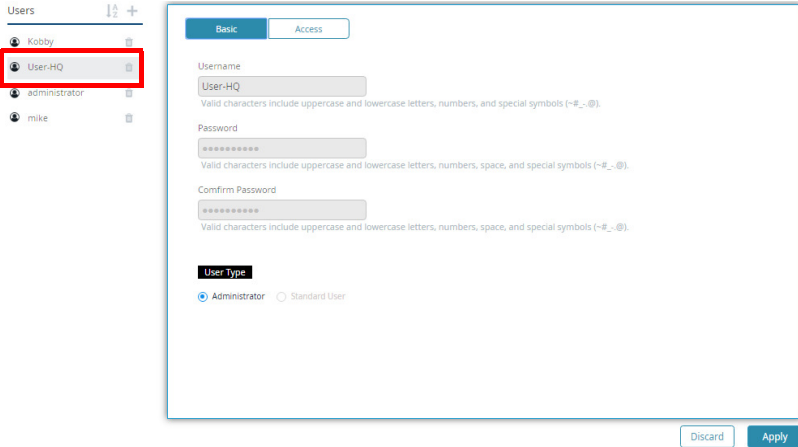 Users
Kobby
User-HQ
administrator
mike
Basic Access
Username
User-HQ
Valid characters include uppercase and lowercase letters, numbers, and special symbols (~#_-.@).
Password
Valid characters include uppercase and lowercase letters, numbers, space, and special symbols (~#_-.@).
Comfirm Password
Valid characters include uppercase and lowercase letters, numbers, space, and special symbols (~#_-.@).
User Type
Administrator Standard User
Discard Apply